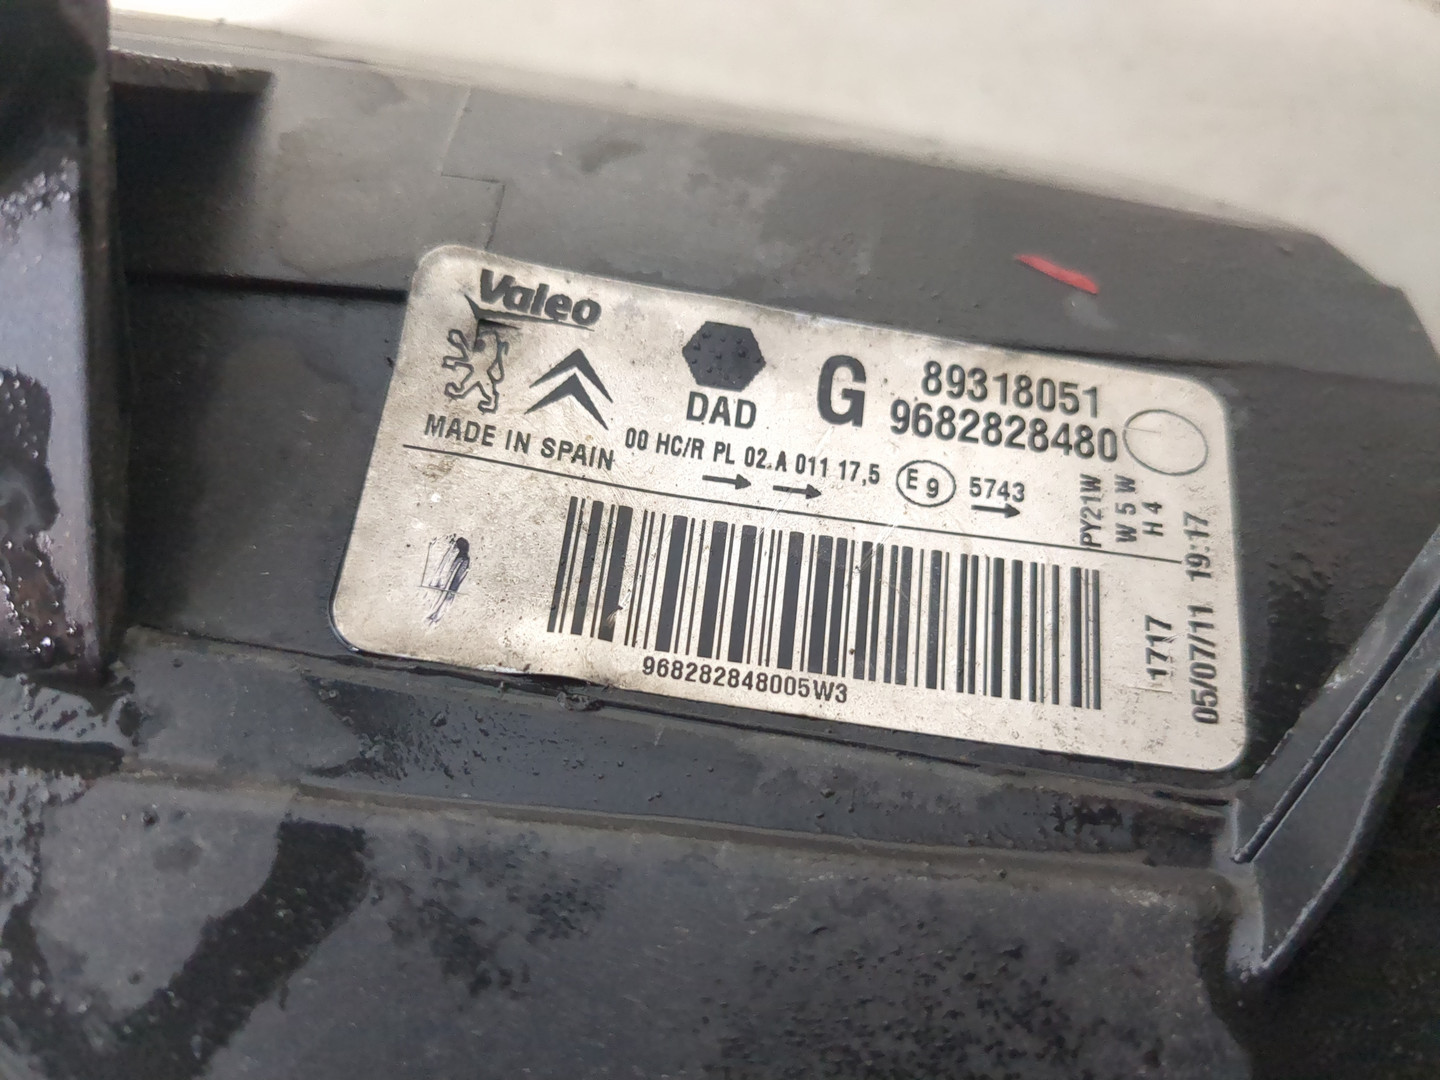 Valeo
DAD
G
89318051
9682828480
MADE IN SPAIN
00 HC/R PL 02.A 011 17,5
E9
5743
PY21W
W5W
H4
968282848005W3
1717
05/07/11 19:17